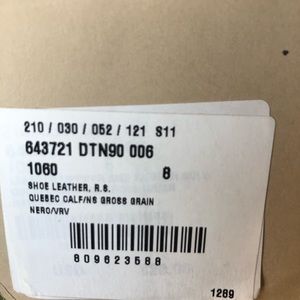 210 / 030 / 052 / 121 S11
643721 DTN90 006
1060 8
SHOE LEATHER, R.S.
QUEBEC CALF/NS GROSS GRAIN
NERO/VRV
809623588
1289